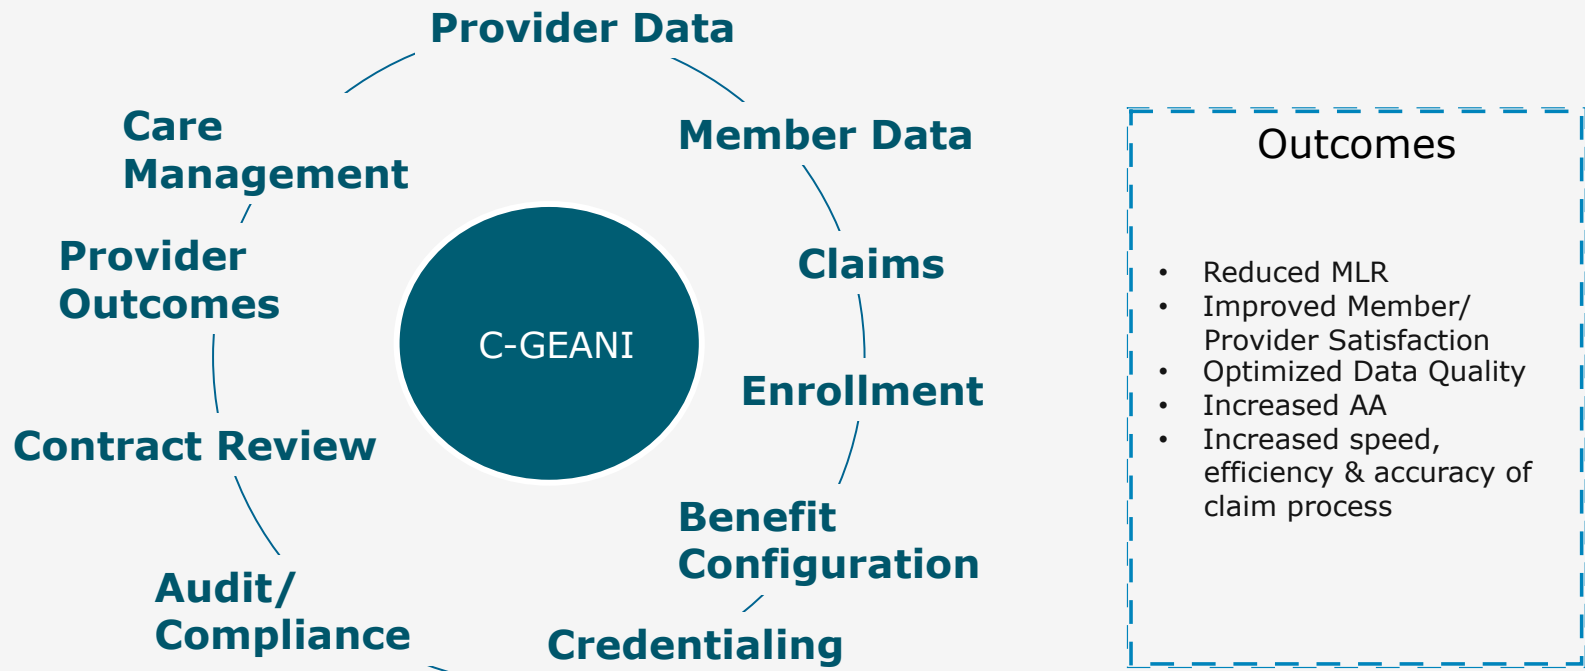 Provider Data
Member Data
Claims
Enrollment
Benefit
Configuration
Credentialing
Audit/
Compliance
Contract Review
Provider
Outcomes
Care
Management
C-GEANI
Outcomes
• Reduced MLR
• Improved Member/
Provider Satisfaction
• Optimized Data Quality
• Increased AA
• Increased speed,
efficiency & accuracy of
claim process